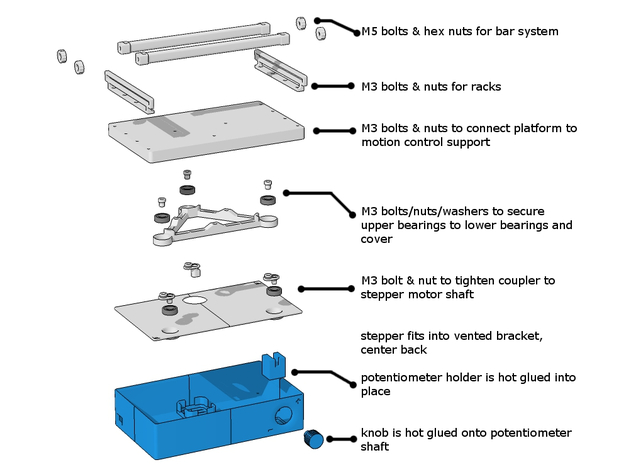 M5 bolts & hex nuts for bar system
M3 bolts & nuts for racks
M3 bolts & nuts to connect platform to
motion control support
M3 bolts/nuts/washers to secure
upper bearings to lower bearings and
cover
M3 bolt & nut to tighten coupler to
stepper motor shaft
stepper fits into vented bracket,
center back
potentiometer holder is hot glued into
place
knob is hot glued onto potentiometer
shaft